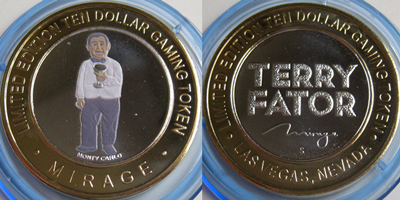 LIMITED EDITION TEN DOLLAR GAMING TOKEN
MONTY CARLO
• MIRAGE •
LIMITED EDITION TEN DOLLAR GAMING TOKEN
TERRY
FATOR
mirage
S
• LAS VEGAS, NEVADA •